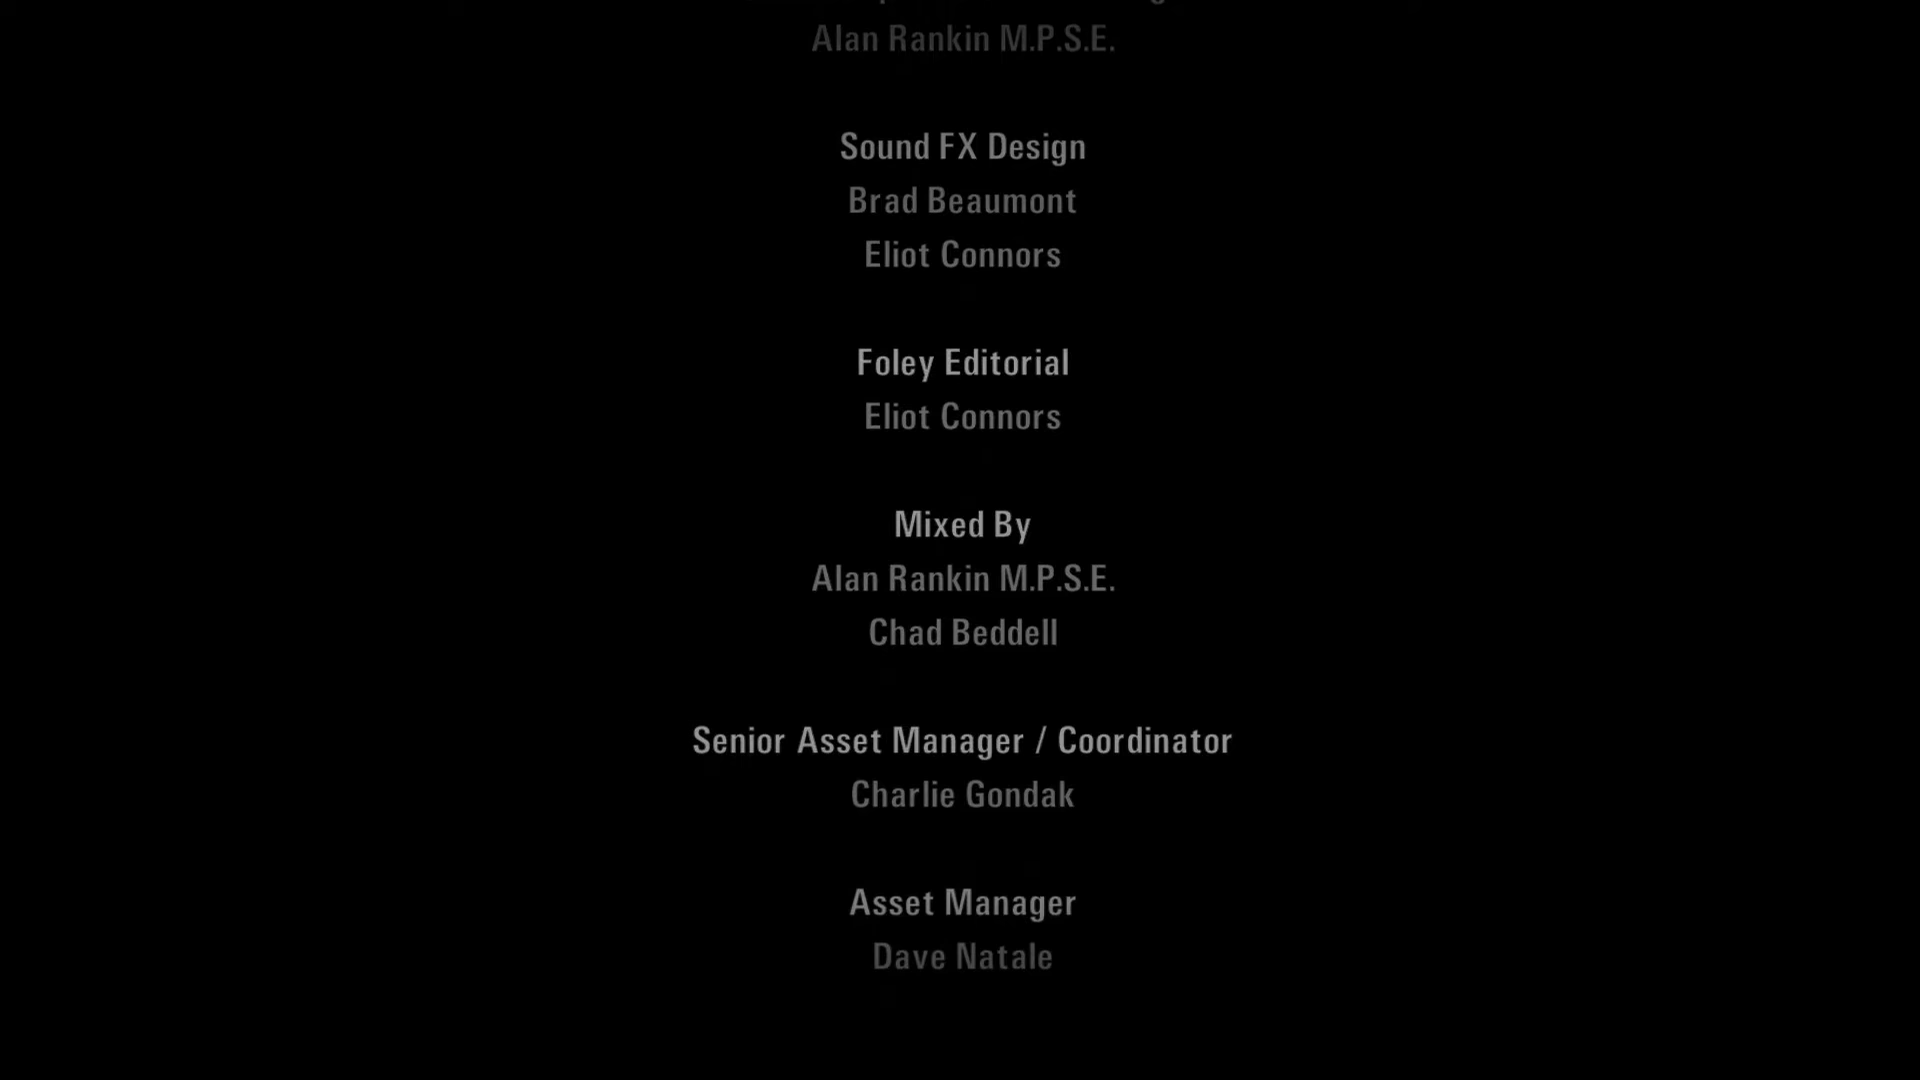 Alan Rankin M.P.S.E.
Sound FX Design
Brad Beaumont
Eliot Connors
Foley Editorial
Eliot Connors
Mixed By
Alan Rankin M.P.S.E.
Chad Beddell
Senior Asset Manager / Coordinator
Charlie Gondak
Asset Manager
Dave Natale